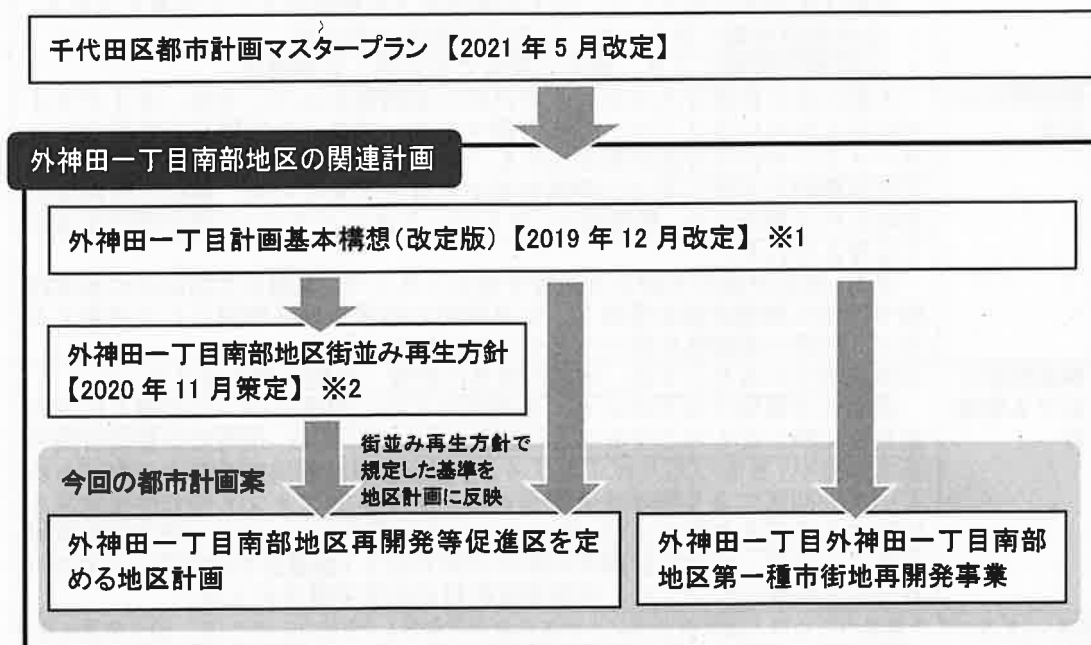 千代田区都市計画マスタープラン 【2021 年 5 月改定】
外神田一丁目南部地区の関連計画
外神田一丁目計画基本構想(改定版) 【2019 年 12 月改定】 ※1
外神田一丁目南部地区街並み再生方針
【2020 年 11 月策定】 ※2
街並み再生方針で
規定した基準を
地区計画に反映
今回の都市計画案
外神田一丁目南部地区再開発等促進区を定
める地区計画
外神田一丁目外神田一丁目南部
地区第一種市街地再開発事業